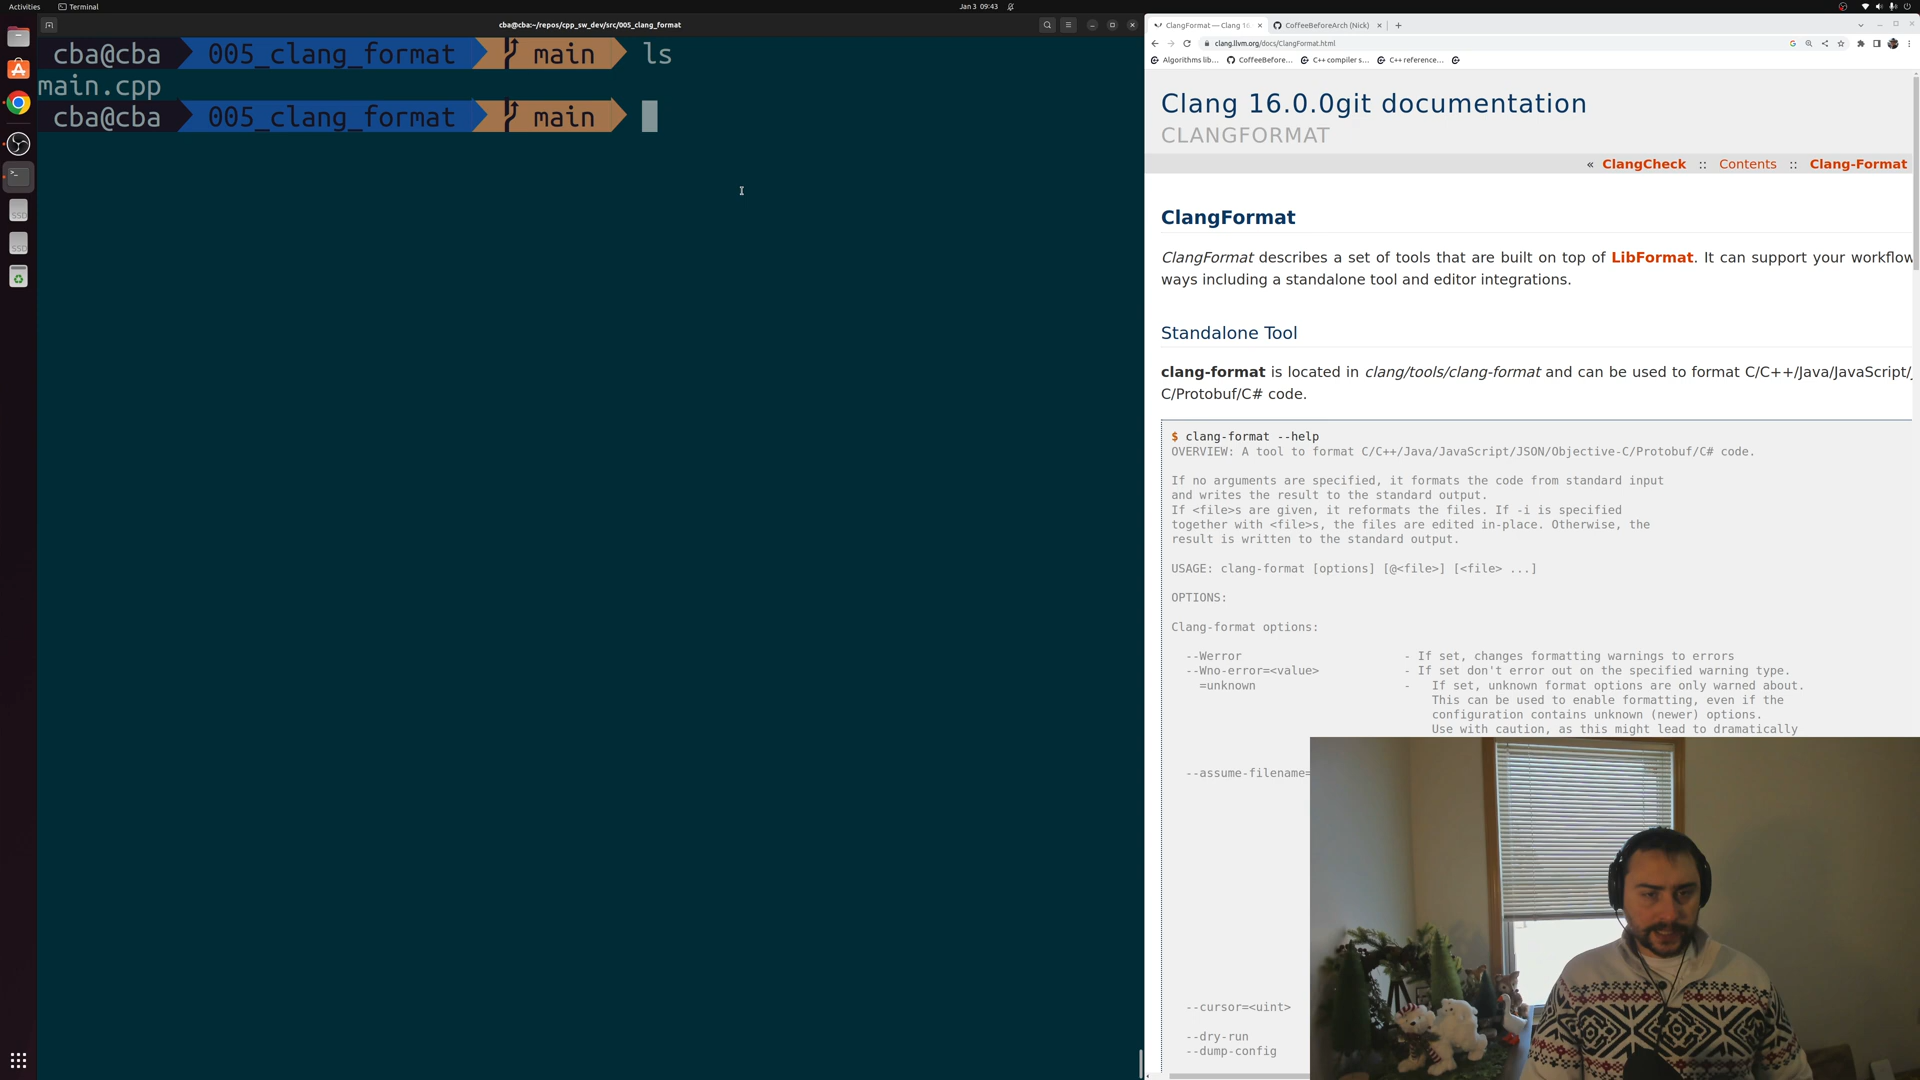 Activities
Terminal
Jan 3 09:43
cba@cba:~/repos/cpp_sw_dev/src/005_clang_format
cba@cba 005_clang_format main ls
main.cpp
cba@cba 005_clang_format main
SSD
SSD
ClangFormat — Clang 16.
CoffeeBeforeArch (Nick)
clang.llvm.org/docs/ClangFormat.html
Algorithms lib...
CoffeeBefore...
C++ compiler s...
C++ reference...
Clang 16.0.0git documentation
CLANGFORMAT
« ClangCheck :: Contents :: Clang-Format
ClangFormat
ClangFormat describes a set of tools that are built on top of LibFormat. It can support your workflow
ways including a standalone tool and editor integrations.
Standalone Tool
clang-format is located in clang/tools/clang-format and can be used to format C/C++/Java/JavaScript/
C/Protobuf/C# code.
$ clang-format --help
OVERVIEW: A tool to format C/C++/Java/JavaScript/JSON/Objective-C/Protobuf/C# code.
If no arguments are specified, it formats the code from standard input
and writes the result to the standard output.
If <file>s are given, it reformats the files. If -i is specified
together with <file>s, the files are edited in-place. Otherwise, the
result is written to the standard output.
USAGE: clang-format [options] [@<file>] [<file> ...]
OPTIONS:
Clang-format options:
--Werror - If set, changes formatting warnings to errors
--Wno-error=<value> - If set don't error out on the specified warning type.
=unknown - If set, unknown format options are only warned about.
This can be used to enable formatting, even if the
configuration contains unknown (newer) options.
Use with caution, as this might lead to dramatically
--assume-filename=
--cursor=<uint>
--dry-run
--dump-config